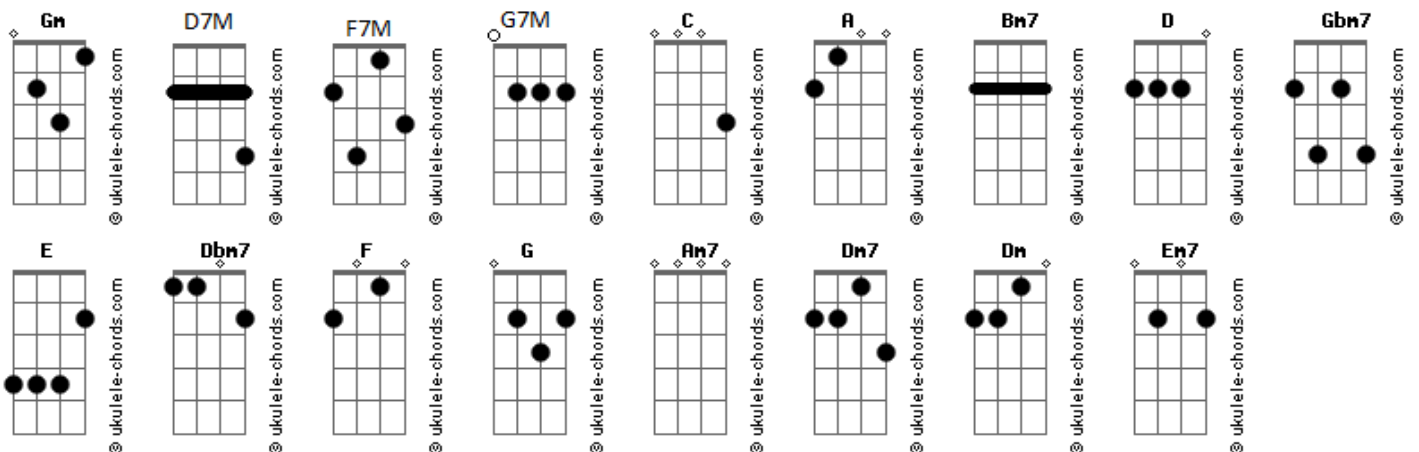 Gm D7M F7M G7M C A Bm7 D Gbm7
© ukulele-chords.com © ukulele-chords.com © ukulele-chords.com © ukulele-chords.com © ukulele-chords.com © ukulele-chords.com © ukulele-chords.com © ukulele-chords.com © ukulele-chords.com
E Dbm7 F G Am7 Dm7 Dm Em7
© ukulele-chords.com © ukulele-chords.com © ukulele-chords.com © ukulele-chords.com © ukulele-chords.com © ukulele-chords.com © ukulele-chords.com © ukulele-chords.com